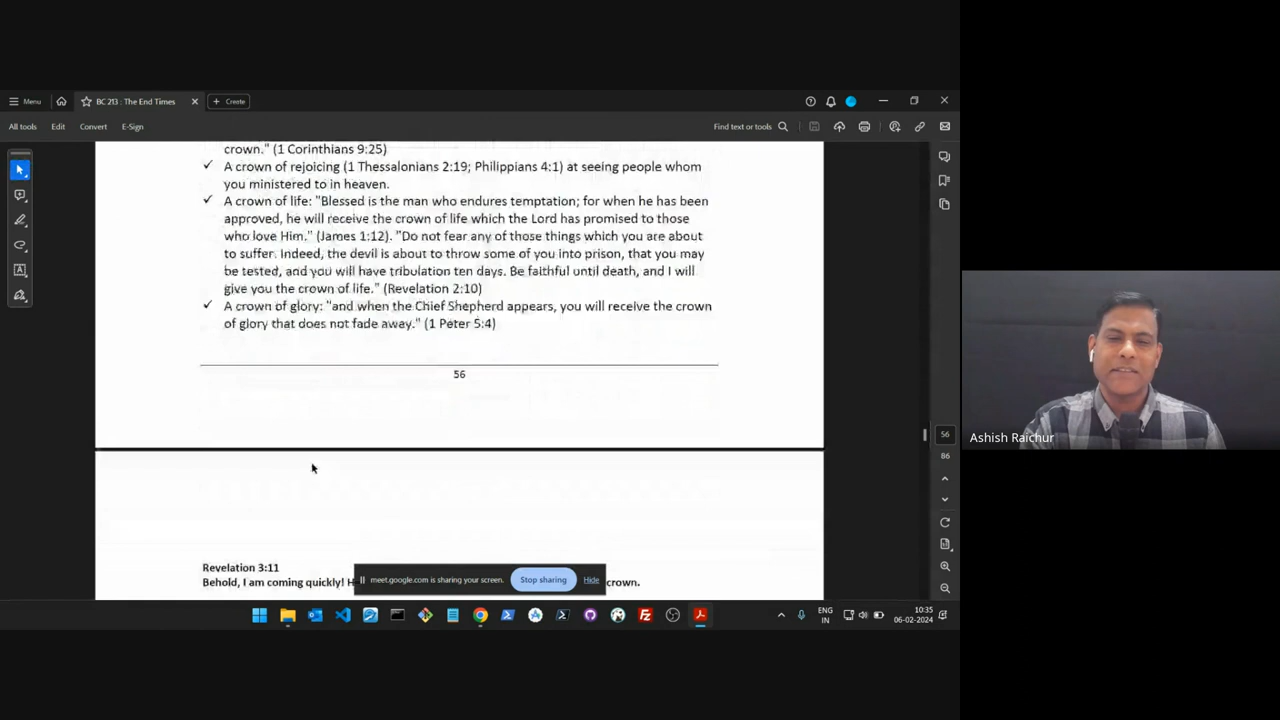 Menu
BC 213 : The End Times
Create
All tools
Edit
Convert
E-Sign
Find text or tools
crown." (1 Corinthians 9:25)
✓ A crown of rejoicing (1 Thessalonians 2:19; Philippians 4:1) at seeing people whom
you ministered to in heaven.
✓ A crown of life: "Blessed is the man who endures temptation; for when he has been
approved, he will receive the crown of life which the Lord has promised to those
who love Him." (James 1:12). "Do not fear any of those things which you are about
to suffer. Indeed, the devil is about to throw some of you into prison, that you may
be tested, and you will have tribulation ten days. Be faithful until death, and I will
give you the crown of life." (Revelation 2:10)
✓ A crown of glory: "and when the Chief Shepherd appears, you will receive the crown
of glory that does not fade away." (1 Peter 5:4)
56
56
86
Revelation 3:11
Behold, I am coming quickly! H
crown.
meet.google.com is sharing your screen.
Stop sharing
Hide
Ashish Raichur
ENG
IN
10:35
06-02-2024